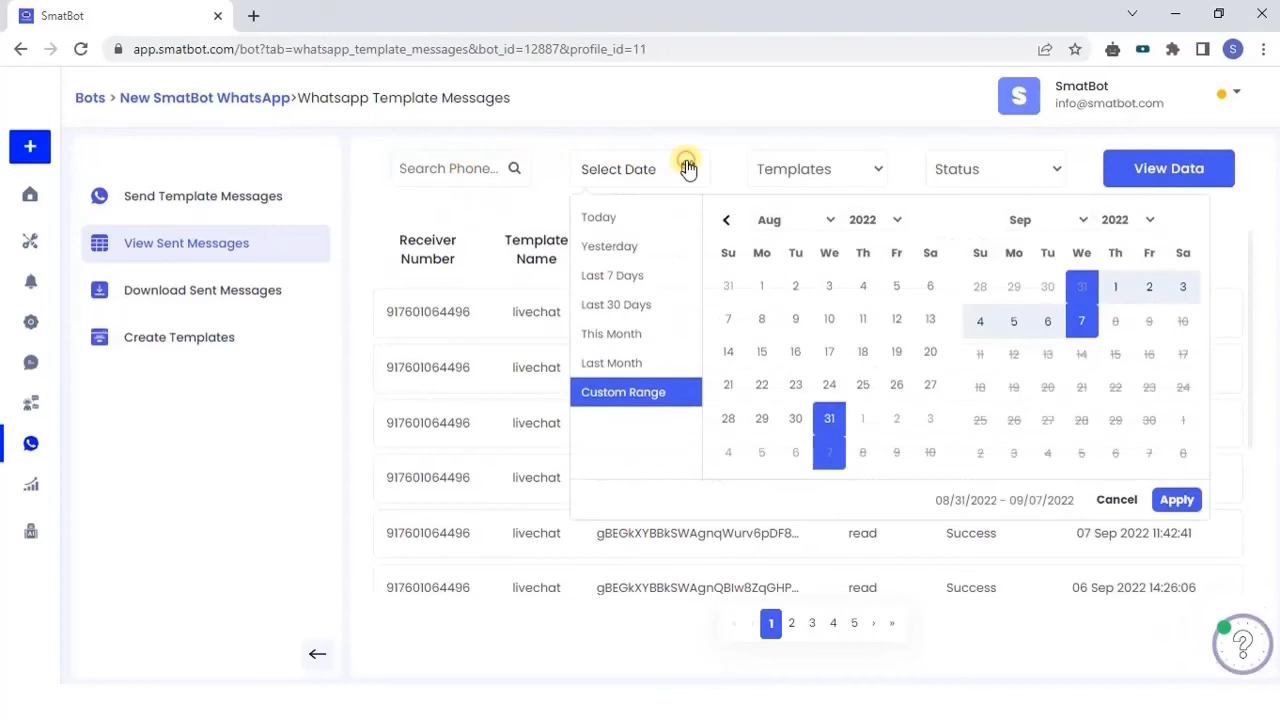 SmatBot
app.smatbot.com/bot?tab=whatsapp_template_messages&bot_id=12887&profile_id=11
S
Bots > New SmatBot WhatsApp>Whatsapp Template Messages
S
SmatBot
info@smatbot.com
+
Send Template Messages
View Sent Messages
Download Sent Messages
Create Templates
Search Phone...
Select Date
Templates
Status
View Data
Receiver Number
Template Name
Today
Yesterday
Last 7 Days
Last 30 Days
This Month
Last Month
Custom Range
Aug 2022
Su Mo Tu We Th Fr Sa
31 1 2 3 4 5 6
7 8 9 10 11 12 13
14 15 16 17 18 19 20
21 22 23 24 25 26 27
28 29 30 31 1 2 3
4 5 6 7 8 9 10
Sep 2022
Su Mo Tu We Th Fr Sa
28 29 30 31 1 2 3
4 5 6 7 8 9 10
11 12 13 14 15 16 17
18 19 20 21 22 23 24
25 26 27 28 29 30 1
2 3 4 5 6 7 8
08/31/2022 - 09/07/2022 Cancel Apply
917601064496 livechat
917601064496 livechat
917601064496 livechat
917601064496 livechat
917601064496 livechat gBEGkXYBBkSWAgnqWurv6pDF8... read Success 07 Sep 2022 11:42:41
917601064496 livechat gBEGkXYBBkSWAgnQBIw8ZqGHP... read Success 06 Sep 2022 14:26:06
« ‹ 1 2 3 4 5 › »
AI
?